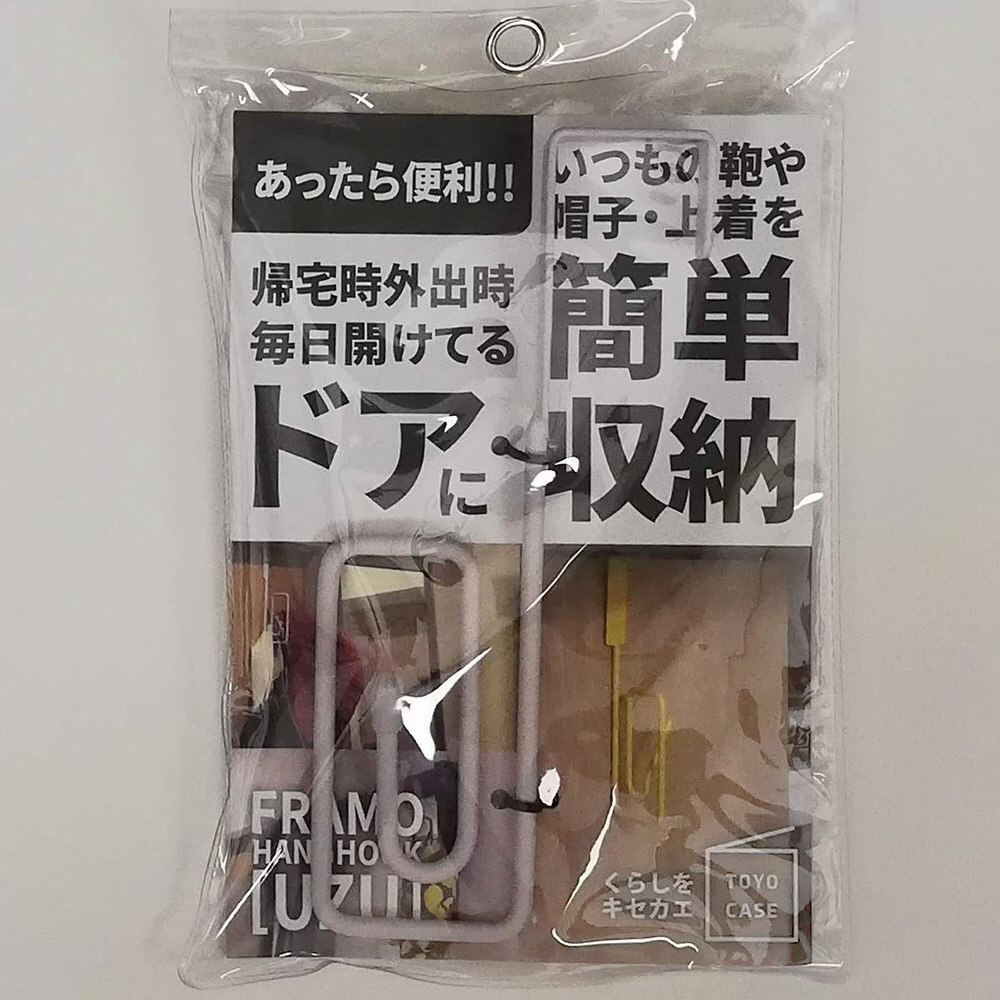 あったら便利!!
帰宅時外出時
毎日開けてる
ドアに
いつもの鞄や
帽子・上着を
簡単
収納
FRAMO
HANGHOOK
[UZU]
くらしを
キセカエ
TOYO
CASE